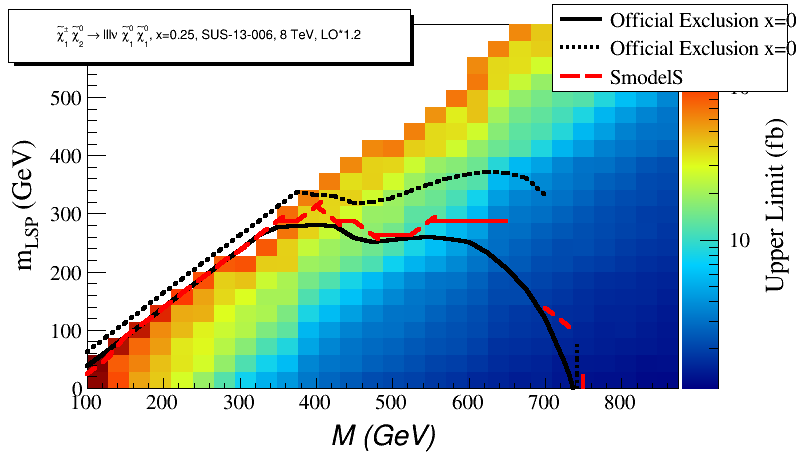 χ̃₁± χ̃₂⁰ → lllν χ̃₁⁰ χ̃₁⁰, x=0.25, SUS-13-006, 8 TeV, LO*1.2
Official Exclusion x=0
Official Exclusion x=0
SmodelS
500
400
300
200
100
0
m_LSP (GeV)
100 200 300 400 500 600 700 800
M (GeV)
10
Upper Limit (fb)